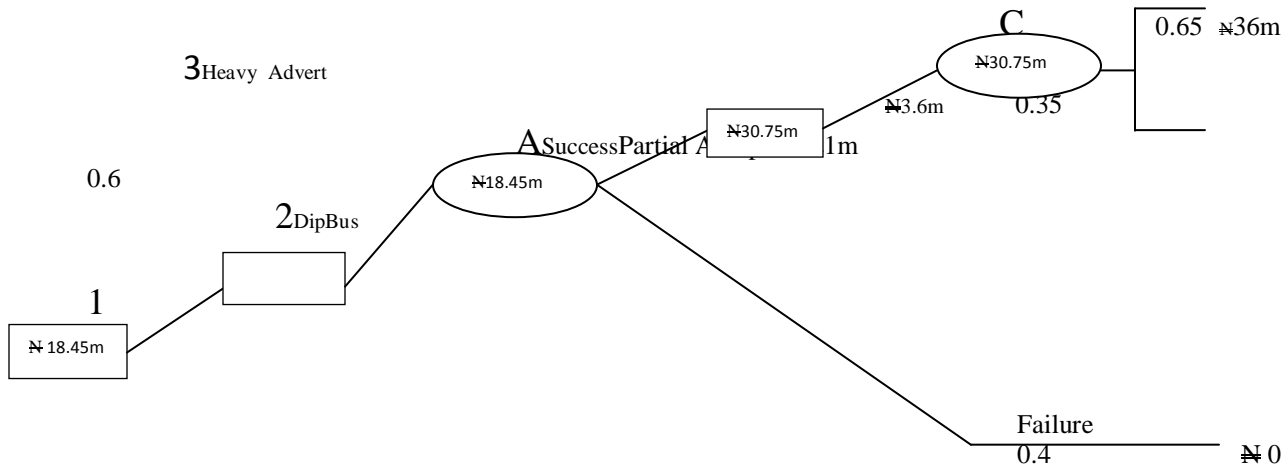 C
0.65 ₦36m
3Heavy Advert
₦30.75m
₦3.6m
0.35
₦30.75m
ASuccessPartial A 1m
0.6
₦18.45m
2DipBus
1
₦ 18.45m
Failure
0.4
₦ 0